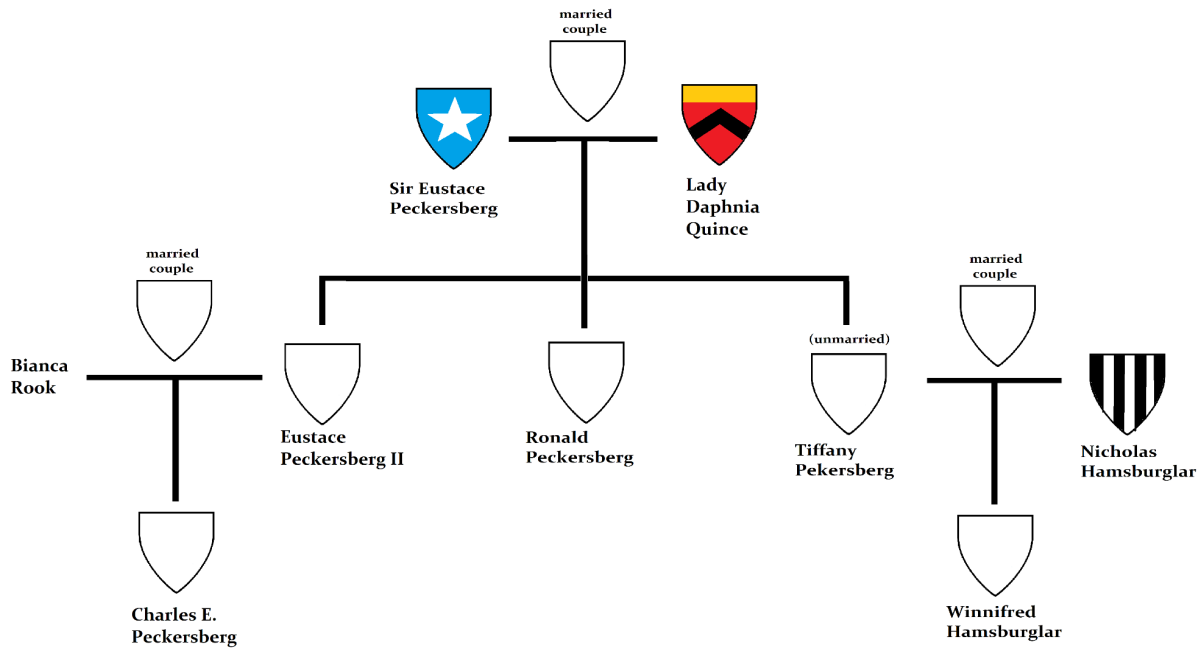 married
couple
Sir Eustace
Peckersberg
Lady
Daphnia
Quince
married
couple
married
couple
Bianca
Rook
(unmarried)
Eustace
Peckersberg II
Ronald
Peckersberg
Tiffany
Pekersberg
Nicholas
Hamsburglar
Charles E.
Peckersberg
Winnifred
Hamsburglar